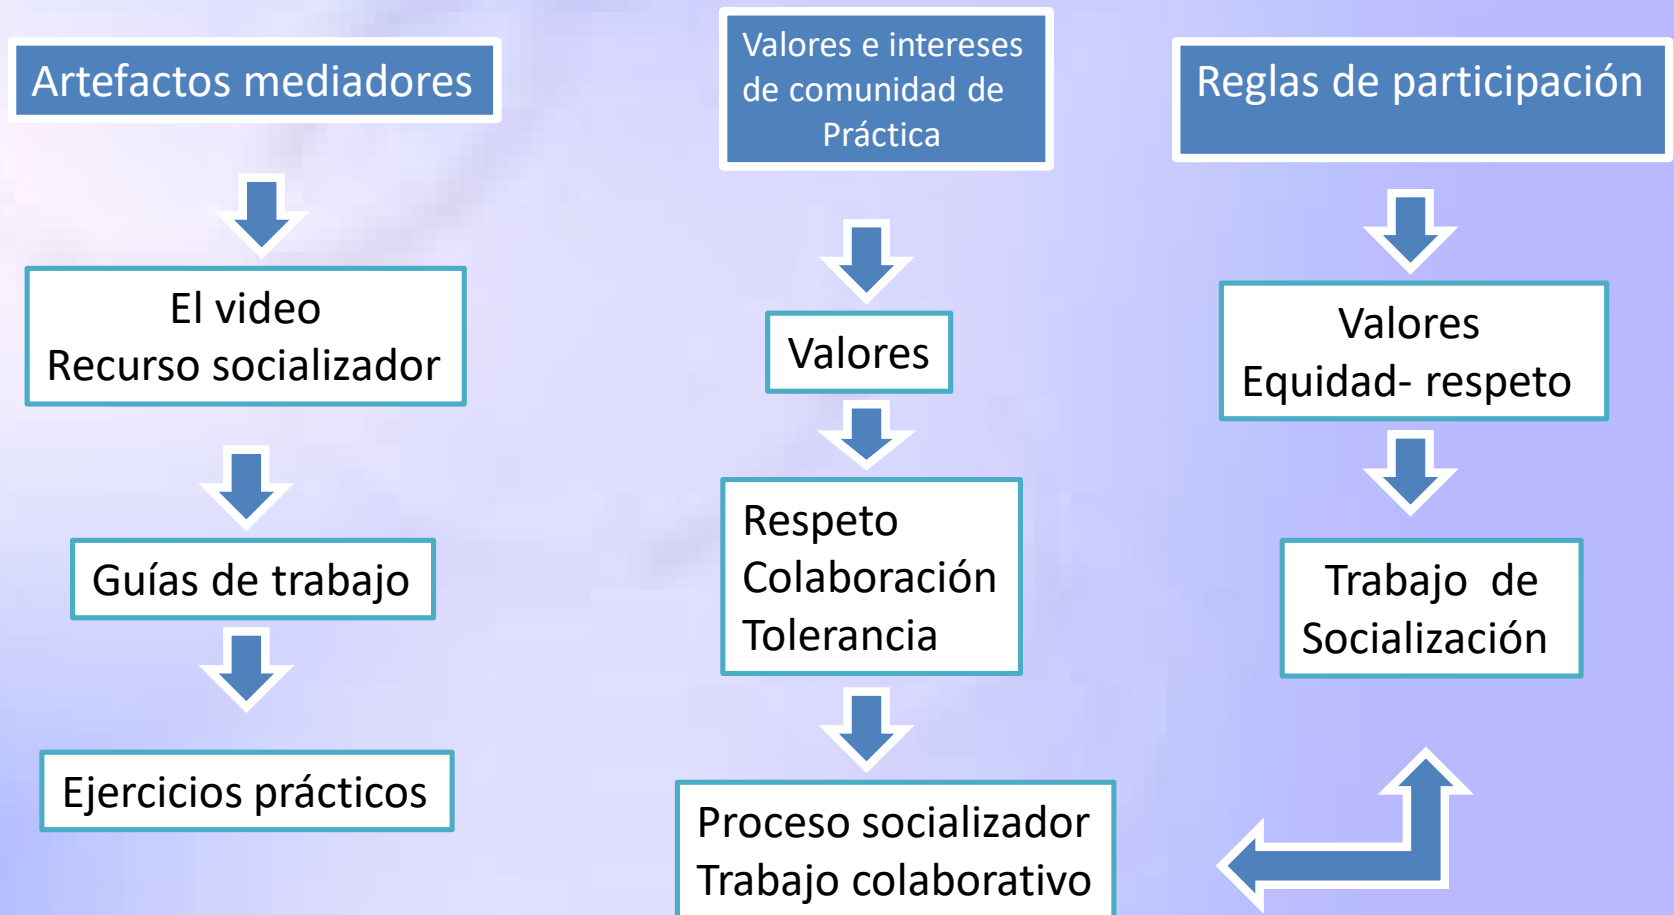 Artefactos mediadores
El video
Recurso socializador
Guías de trabajo
Ejercicios prácticos
Valores e intereses
de comunidad de
Práctica
Valores
Respeto
Colaboración
Tolerancia
Proceso socializador
Trabajo colaborativo
Reglas de participación
Valores
Equidad- respeto
Trabajo  de
Socialización